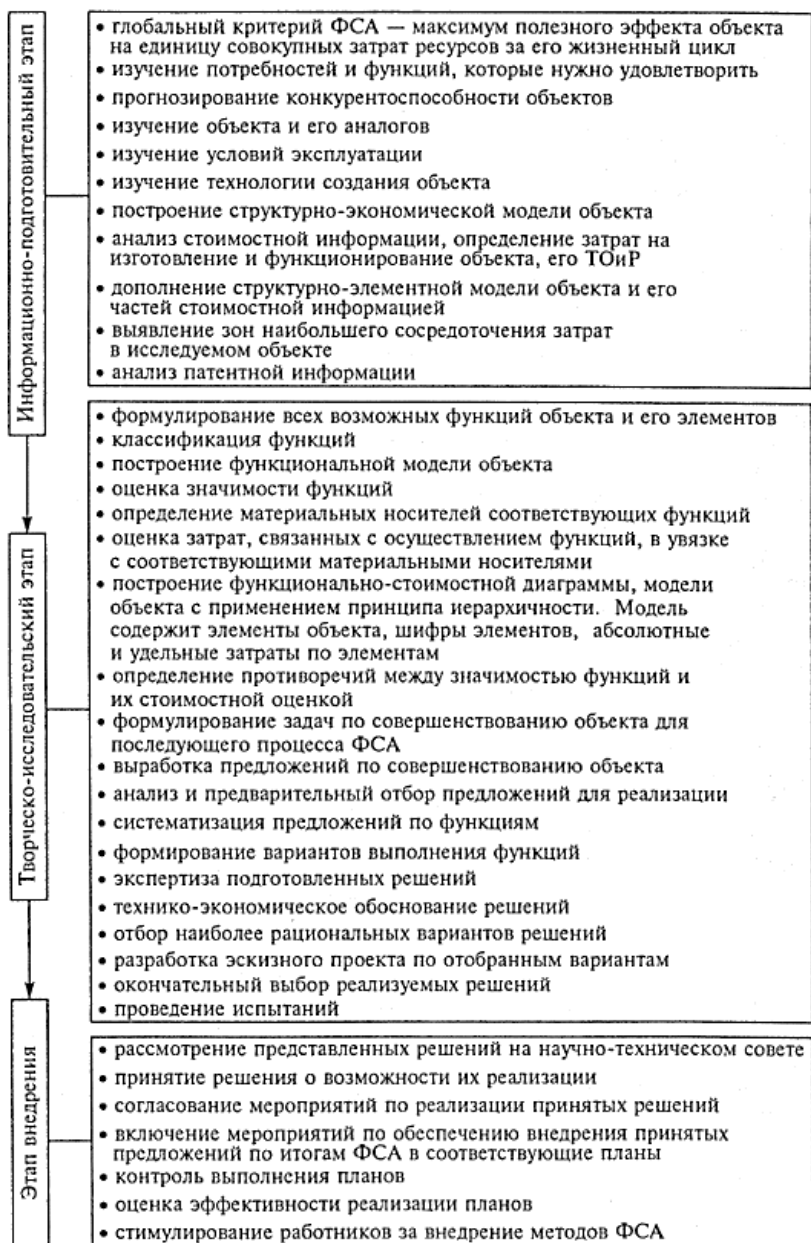 Информационно-подготовительный этап
• глобальный критерий ФСА — максимум полезного эффекта объекта
на единицу совокупных затрат ресурсов за его жизненный цикл
• изучение потребностей и функций, которые нужно удовлетворить
• прогнозирование конкурентоспособности объектов
• изучение объекта и его аналогов
• изучение условий эксплуатации
• изучение технологии создания объекта
• построение структурно-экономической модели объекта
• анализ стоимостной информации, определение затрат на
изготовление и функционирование объекта, его ТОиР
• дополнение структурно-элементной модели объекта и его
частей стоимостной информацией
• выявление зон наибольшего сосредоточения затрат
в исследуемом объекте
• анализ патентной информации
Творческо-исследовательский этап
• формулирование всех возможных функций объекта и его элементов
• классификация функций
• построение функциональной модели объекта
• оценка значимости функций
• определение материальных носителей соответствующих функций
• оценка затрат, связанных с осуществлением функций, в увязке
с соответствующими материальными носителями
• построение функционально-стоимостной диаграммы, модели
объекта с применением принципа иерархичности. Модель
содержит элементы объекта, шифры элементов, абсолютные
и удельные затраты по элементам
• определение противоречий между значимостью функций и
их стоимостной оценкой
• формулирование задач по совершенствованию объекта для
последующего процесса ФСА
• выработка предложений по совершенствованию объекта
• анализ и предварительный отбор предложений для реализации
• систематизация предложений по функциям
• формирование вариантов выполнения функций
• экспертиза подготовленных решений
• технико-экономическое обоснование решений
• отбор наиболее рациональных вариантов решений
• разработка эскизного проекта по отобранным вариантам
• окончательный выбор реализуемых решений
• проведение испытаний
Этап внедрения
• рассмотрение представленных решений на научно-техническом совете
• принятие решения о возможности их реализации
• согласование мероприятий по реализации принятых решений
• включение мероприятий по обеспечению внедрения принятых
предложений по итогам ФСА в соответствующие планы
• контроль выполнения планов
• оценка эффективности реализации планов
• стимулирование работников за внедрение методов ФСА